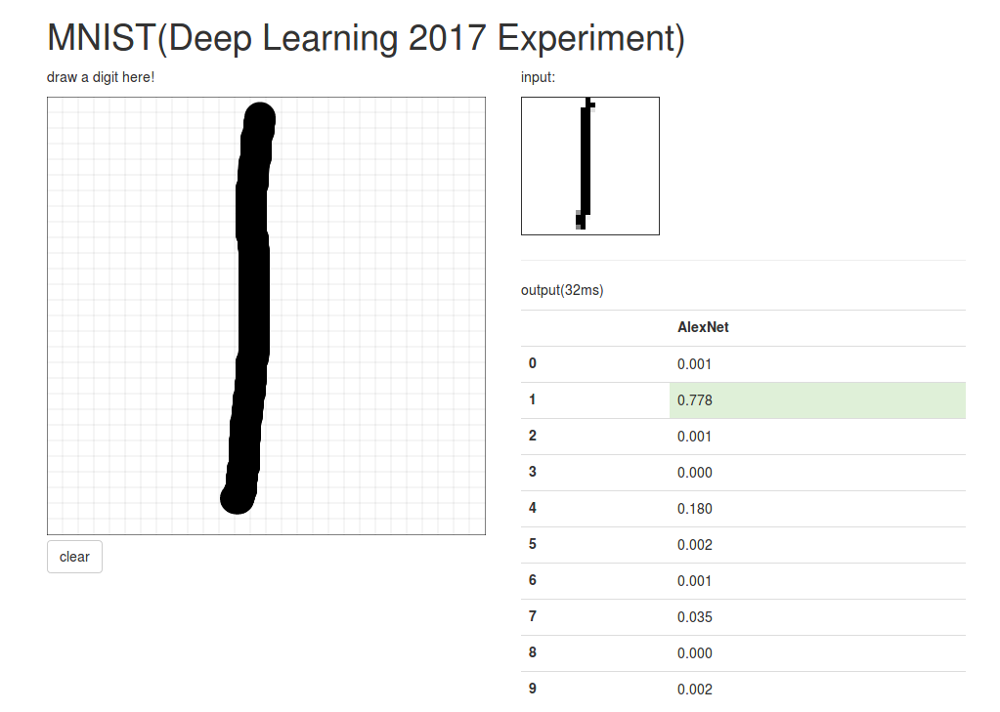 MNIST(Deep Learning 2017 Experiment)
draw a digit here!
clear
input:
output(32ms)
AlexNet
0 0.001
1 0.778
2 0.001
3 0.000
4 0.180
5 0.002
6 0.001
7 0.035
8 0.000
9 0.002